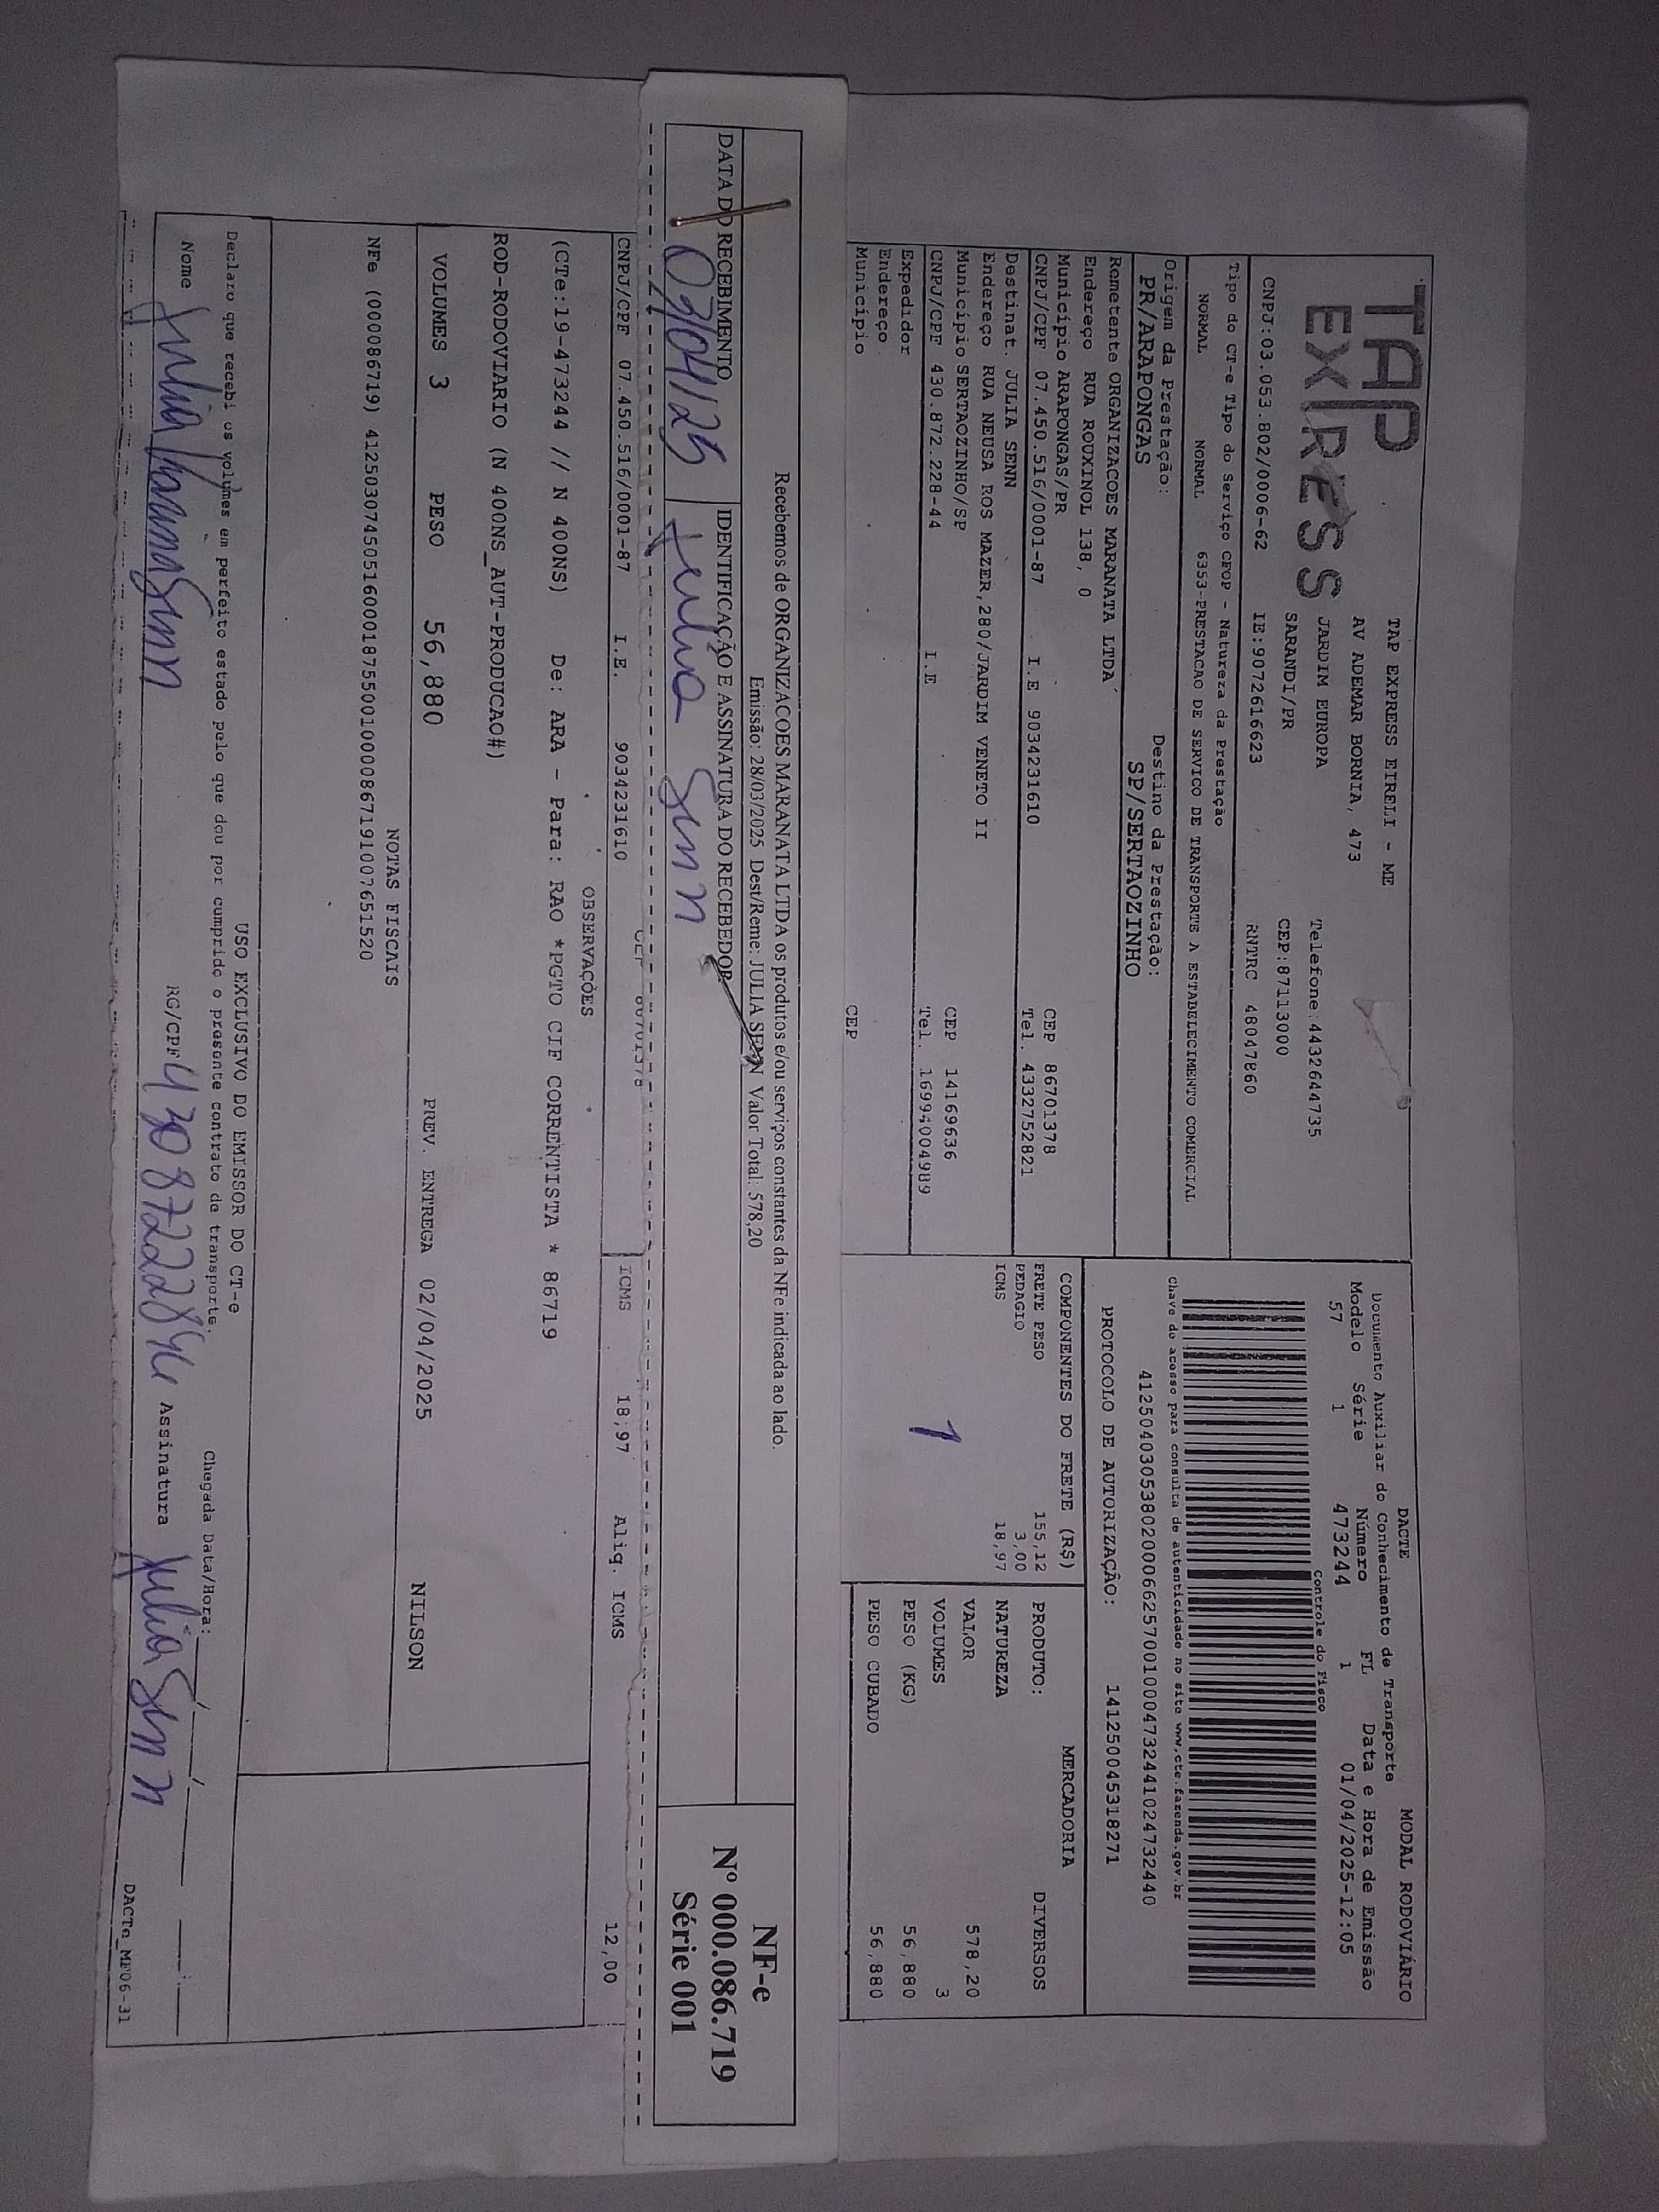 TAP EXPRESS
TAP EXPRESS EIRELI - ME
AV ADEMAR BORNIA, 473
JARDIM EUROPA
Telefone:4432644735
SARANDI/PR
CEP:87113000
CNPJ:03.053.802/0006-62 IE:9072616623 RNTRC 48047860
Tipo do CT-e Tipo do Serviço CFOP - Natureza da Prestação
NORMAL NORMAL 6353-PRESTACAO DE SERVICO DE TRANSPORTE A ESTABELECIMENTO COMERCIAL
Origem da Prestação: Destino da Prestação:
PR/ARAPONGAS SP/SERTAOZINHO
Remetente ORGANIZACOES MARANATA LTDA
Endereço RUA ROUXINOL 138, 0
Município ARAPONGAS/PR CEP 86701378
CNPJ/CPF 07.450.516/0001-87 I.E 9034231610 Tel. 4332752821
Destinat. JULIA SENN
Endereço RUA NEUSA ROS MAZER,280/JARDIM VENETO II
Município SERTAOZINHO/SP CEP 14169636
CNPJ/CPF 430.872.228-44 I.E Tel. 16994004989
Expedidor
Endereço
Município CEP
DACTE MODAL RODOVIÁRIO
Documento Auxiliar do Conhecimento de Transporte
Modelo Série Número FL Data e Hora de Emissão
57 1 473244 1 01/04/2025-12:05
Controle do Fisco
Chave de acesso para consulta de autenticidade no site www.cte.fazenda.gov.br
41250403053802000662570010004732441024732440
PROTOCOLO DE AUTORIZAÇÃO: 141250045318271
COMPONENTES DO FRETE (R$)
FRETE PESO 155,12
PEDAGIO 3,00
ICMS 18,97
1
MERCADORIA
PRODUTO: DIVERSOS
NATUREZA
VALOR 578,20
VOLUMES 3
PESO (KG) 56,880
PESO CUBADO 56,880
Recebemos de ORGANIZACOES MARANATA LTDA os produtos e/ou serviços constantes da NFe indicada ao lado.
Emissão: 28/03/2025 Dest/Reme: JULIA SENN Valor Total: 578,20
DATA DO RECEBIMENTO IDENTIFICAÇÃO E ASSINATURA DO RECEBEDOR
03/04/25 Julia Senn
NF-e
Nº 000.086.719
Série 001
CEP 86701378
CNPJ/CPF 07.450.516/0001-87 I.E. 9034231610 ICMS 18,97 Aliq. ICMS 12,00
OBSERVAÇÕES
(CTe:19-473244 // N 400NS) De: ARA - Para: RAO *PGTO CIF CORRENTISTA * 86719
ROD-RODOVIARIO (N 400NS_AUT-PRODUCAO#)
VOLUMES 3 PESO 56,880 PREV. ENTREGA 02/04/2025 NILSON
NOTAS FISCAIS
NFe (000086719) 41250307450516000187550010000867191007651520
USO EXCLUSIVO DO EMISSOR DO CT-e
Declaro que recebi os volumes em perfeito estado pelo que dou por cumprido o presente contrato de transporte. Chegada Data/Hora: ___/___/___ ___:___
Nome Julia Senn RG/CPF 43087222844 Assinatura Julia Senn
DACTe_MF06-31